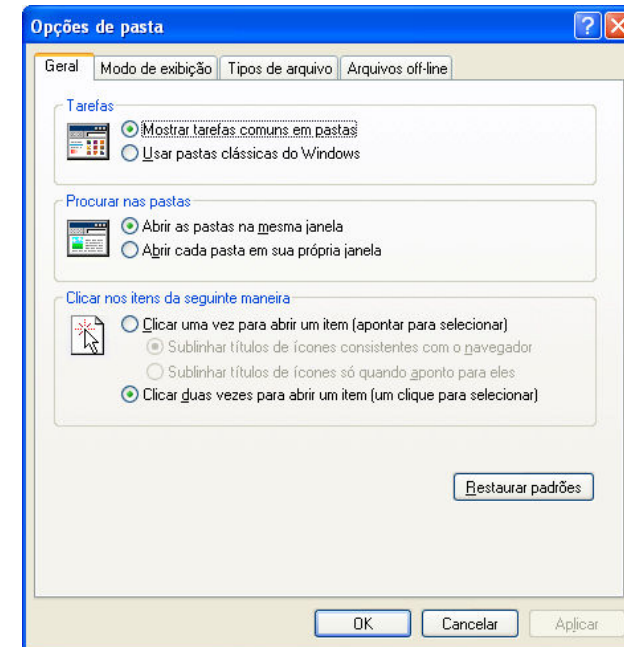 Opções de pasta
Geral Modo de exibição Tipos de arquivo Arquivos off-line
Tarefas
Mostrar tarefas comuns em pastas
Usar pastas clássicas do Windows
Procurar nas pastas
Abrir as pastas na mesma janela
Abrir cada pasta em sua própria janela
Clicar nos itens da seguinte maneira
Clicar uma vez para abrir um item (apontar para selecionar)
Sublinhar títulos de ícones consistentes com o navegador
Sublinhar títulos de ícones só quando aponto para eles
Clicar duas vezes para abrir um item (um clique para selecionar)
Restaurar padrões
OK Cancelar Aplicar